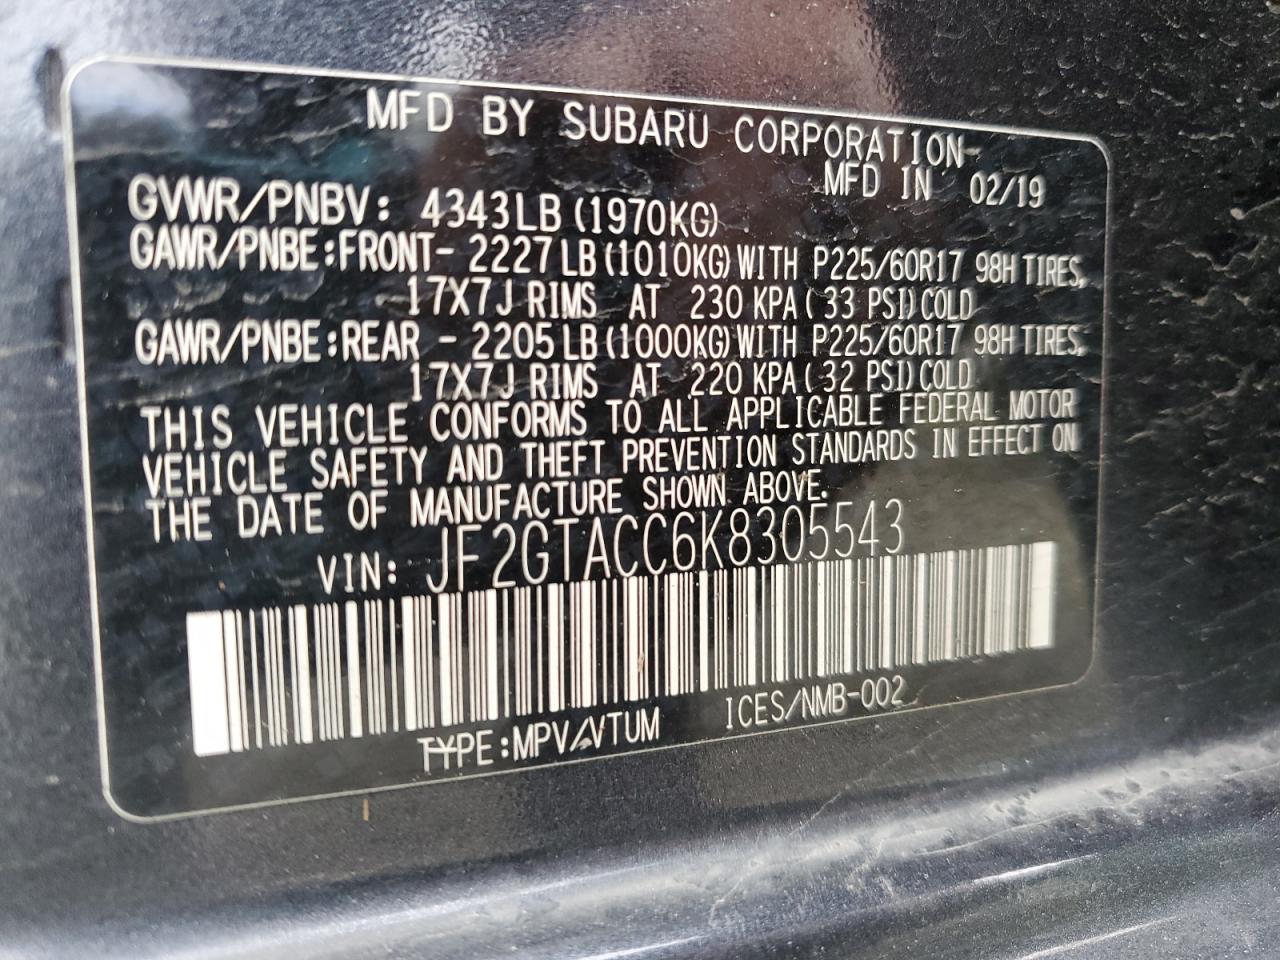 MFD BY SUBARU CORPORATION
MFD IN 02/19
GVWR/PNBV: 4343LB (1970KG)
GAWR/PNBE:FRONT- 2227LB(1010KG)WITH P225/60R17 98H TIRES,
17X7J RIMS AT 230 KPA( 33 PSI)COLD
GAWR/PNBE:REAR - 2205LB(1000KG)WITH P225/60R17 98H TIRES,
17X7J RIMS AT 220 KPA( 32 PSI)COLD
THIS VEHICLE CONFORMS TO ALL APPLICABLE FEDERAL MOTOR
VEHICLE SAFETY AND THEFT PREVENTION STANDARDS IN EFFECT ON
THE DATE OF MANUFACTURE SHOWN ABOVE.
VIN: JF2GTACC6K8305543
TYPE:MPV/VTUM ICES/NMB-002